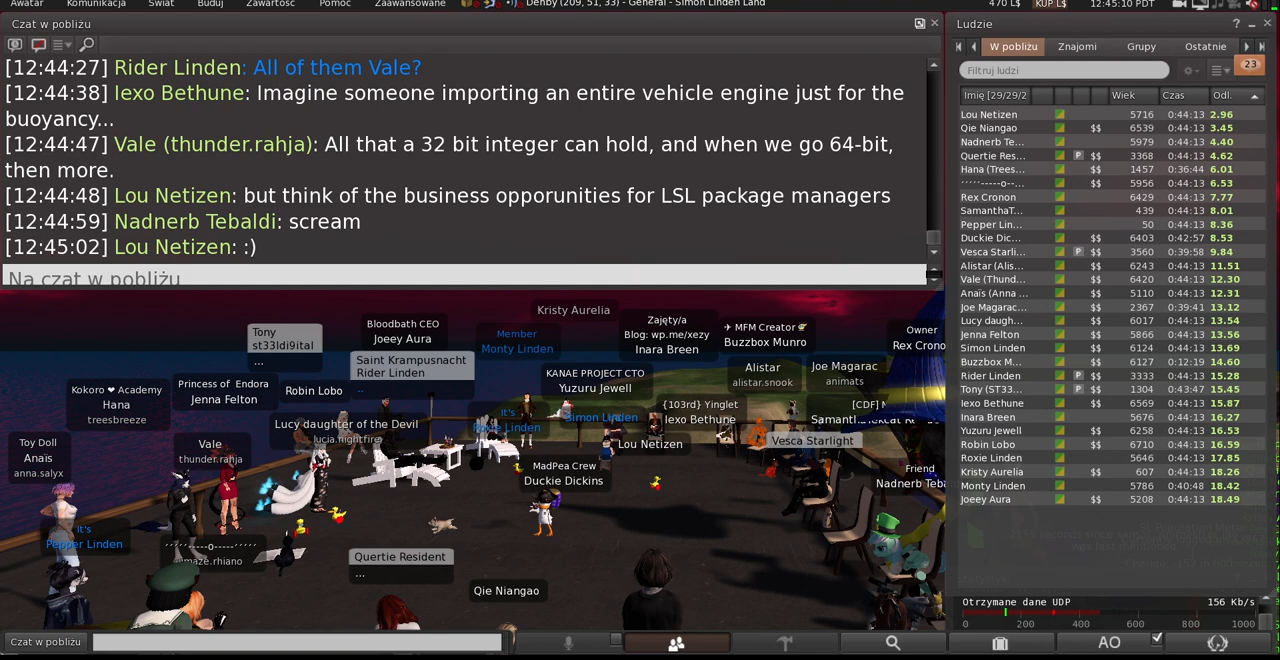 Awatar Komunikacja Świat Buduj Zawartość Pomoc Zaawansowane Denby (209, 51, 33) - General - Simon Linden Land 470 L$ KUP L$ 12:45:10 PDT
Czat w pobliżu
[12:44:27] Rider Linden: All of them Vale?
[12:44:38] Iexo Bethune: Imagine someone importing an entire vehicle engine just for the
buoyancy...
[12:44:47] Vale (thunder.rahja): All that a 32 bit integer can hold, and when we go 64-bit,
then more.
[12:44:48] Lou Netizen: but think of the business opporunities for LSL package managers
[12:44:59] Nadnerb Tebaldi: scream
[12:45:02] Lou Netizen: :)
Na czat w pobliżu
Kristy Aurelia
Tony
st33ldi9ital
...
Bloodbath CEO
Joeey Aura
Member
Monty Linden
Zajęty/a
Blog: wp.me/xezy
Inara Breen
✈ MFM Creator
Buzzbox Munro
Owner
Rex Crono
Saint Krampusnacht
Rider Linden
..
Kokoro ❤ Academy
Hana
treesbreeze
Princess of Endora
Jenna Felton
Robin Lobo
KANAE PROJECT CTO
Yuzuru Jewell
Alistar
alistar.snook
Joe Magarac
animats
Lucy daughter of the Devil
lucia.nightfire
It's
Roxie Linden
Simon Linden
{103rd} Yinglet
Iexo Bethune
[CDF]
Toy Doll
Anaïs
anna.salyx
Vale
thunder.rahja
Lou Netizen
Vesca Starlight
MadPea Crew
Duckie Dickins
Friend
Nadnerb Teba
It's
Pepper Linden
´´´´´-----o-----´´´´´
maze.rhiano
Quertie Resident
...
Qie Niangao
Czat w pobliżu
Ludzie ?
W pobliżu Znajomi Grupy Ostatnie
Filtruj ludzi 23
Imię [29/29/2 Wiek Czas Odl.
Lou Netizen 5716 0:44:13 2.96
Qie Niangao $$ 6539 0:44:13 3.45
Nadnerb Te... 5979 0:44:13 4.40
Quertie Res... P $$ 3368 0:44:13 4.62
Hana (Trees... $$ 1457 0:36:44 6.01
´´´´´-----o--... $$ 5956 0:44:13 6.53
Rex Cronon 6429 0:44:13 7.77
SamanthaT... 439 0:44:13 8.01
Pepper Lin... 50 0:44:13 8.36
Duckie Dic... $$ 6403 0:42:57 8.53
Vesca Starli... P $$ 3560 0:39:58 9.84
Alistar (Alis... $$ 6243 0:44:13 11.51
Vale (Thund... $$ 6420 0:44:13 12.30
Anaïs (Anna ... $$ 5110 0:44:13 12.31
Joe Magarac... $$ 2367 0:39:41 13.12
Lucy daugh... $$ 6017 0:44:13 13.54
Jenna Felton $$ 5866 0:44:13 13.56
Simon Linden $$ 6124 0:44:13 13.69
Buzzbox M... $$ 6127 0:12:19 14.60
Rider Linden P $$ 3333 0:44:13 15.28
Tony (ST33... P $$ 1304 0:43:47 15.45
Iexo Bethune $$ 6569 0:44:13 15.87
Inara Breen 5676 0:44:13 16.27
Yuzuru Jewell $$ 6258 0:44:13 16.53
Robin Lobo $$ 6710 0:44:13 16.59
Roxie Linden 5646 0:44:13 17.85
Kristy Aurelia $$ 607 0:44:13 18.26
Monty Linden 5786 0:40:48 18.42
Joeey Aura $$ 5208 0:44:13 18.49
Otrzymane dane UDP 156 Kb/s
0 200 400 600 800 1000
AO